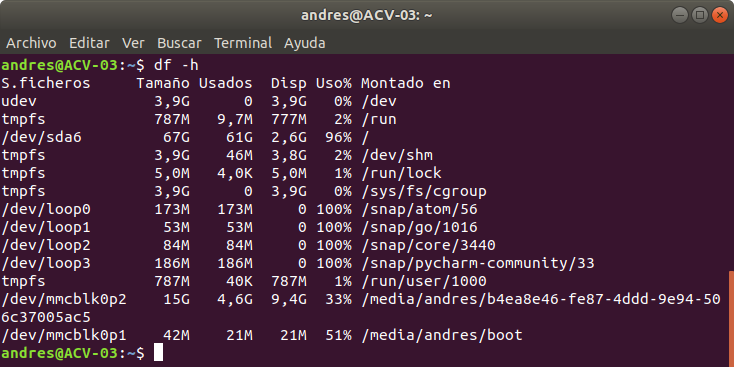 andres@ACV-03: ~
Archivo Editar Ver Buscar Terminal Ayuda
andres@ACV-03:~$ df -h
S.ficheros     Tamaño Usados  Disp Uso% Montado en
udev             3,9G      0  3,9G   0% /dev
tmpfs            787M   9,7M  777M   2% /run
/dev/sda6         67G    61G  2,6G  96% /
tmpfs            3,9G    46M  3,8G   2% /dev/shm
tmpfs            5,0M   4,0K  5,0M   1% /run/lock
tmpfs            3,9G      0  3,9G   0% /sys/fs/cgroup
/dev/loop0       173M   173M     0 100% /snap/atom/56
/dev/loop1        53M    53M     0 100% /snap/go/1016
/dev/loop2        84M    84M     0 100% /snap/core/3440
/dev/loop3       186M   186M     0 100% /snap/pycharm-community/33
tmpfs            787M    40K  787M   1% /run/user/1000
/dev/mmcblk0p2    15G   4,6G  9,4G  33% /media/andres/b4ea8e46-fe87-4ddd-9e94-50
6c37005ac5
/dev/mmcblk0p1    42M    21M   21M  51% /media/andres/boot
andres@ACV-03:~$